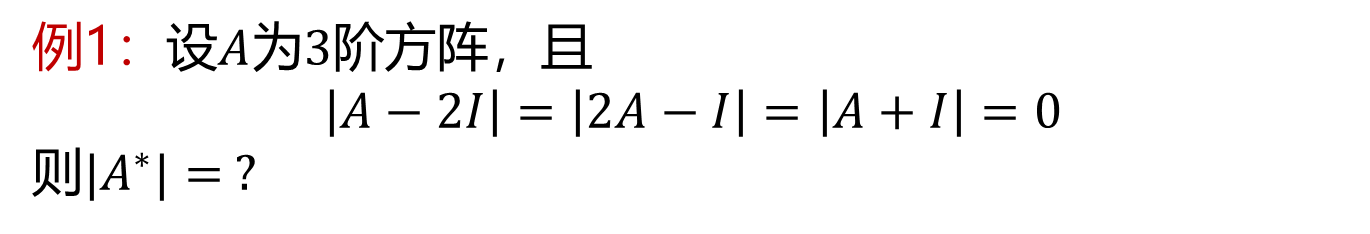 例1：设A为3阶方阵，且
|A − 2I| = |2A − I| = |A + I| = 0
则|A*| = ?